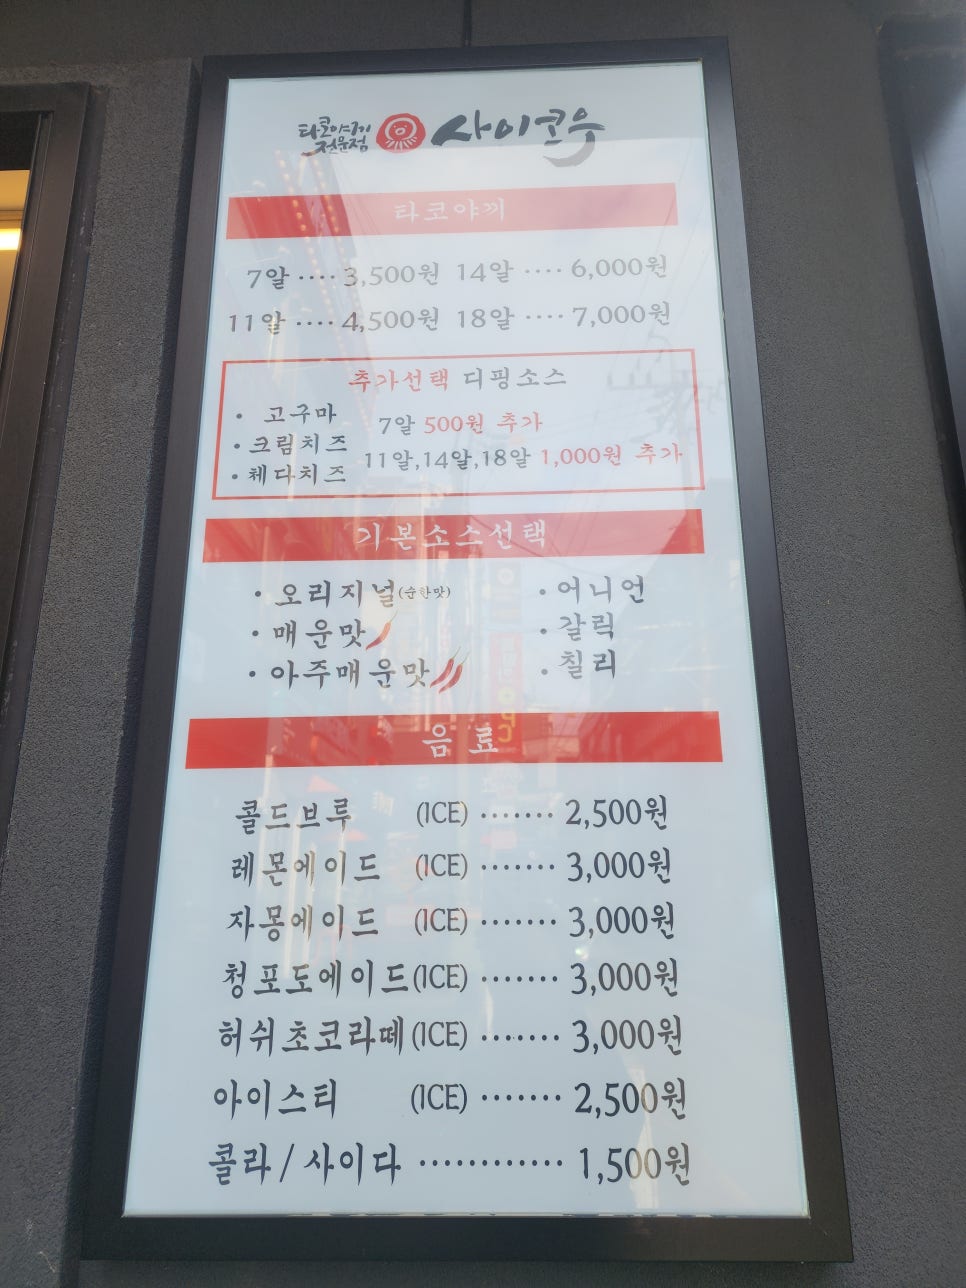 타코야끼 전문점 사이코우
타코야끼
7알 ···· 3,500원 14알 ···· 6,000원
11알 ···· 4,500원 18알 ···· 7,000원
추가선택 디핑소스
• 고구마
• 크림치즈
• 체다치즈
7알 500원 추가
11알,14알,18알 1,000원 추가
기본소스선택
• 오리지널(순한맛)
• 매운맛
• 아주매운맛
• 어니언
• 갈릭
• 칠리
음료
콜드브루 (ICE) ······· 2,500원
레몬에이드 (ICE) ······· 3,000원
자몽에이드 (ICE) ······· 3,000원
청포도에이드(ICE) ······· 3,000원
허쉬초코라떼(ICE) ······· 3,000원
아이스티 (ICE) ······· 2,500원
콜라/사이다 ············ 1,500원